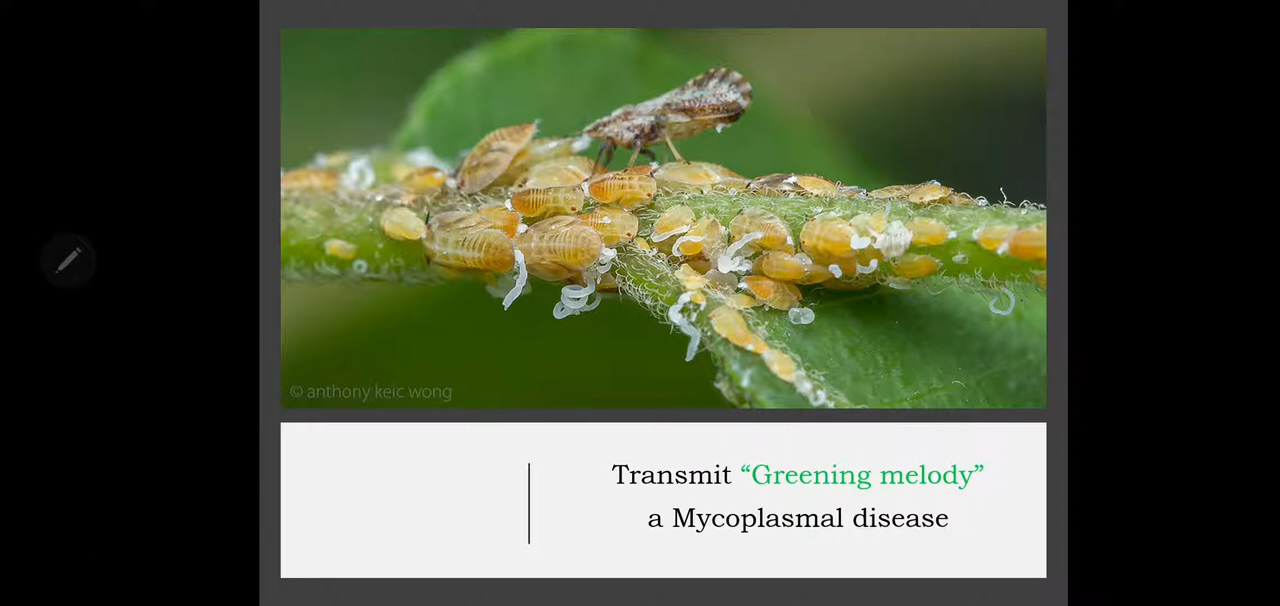 © anthony keic wong
Transmit “Greening melody”
a Mycoplasmal disease